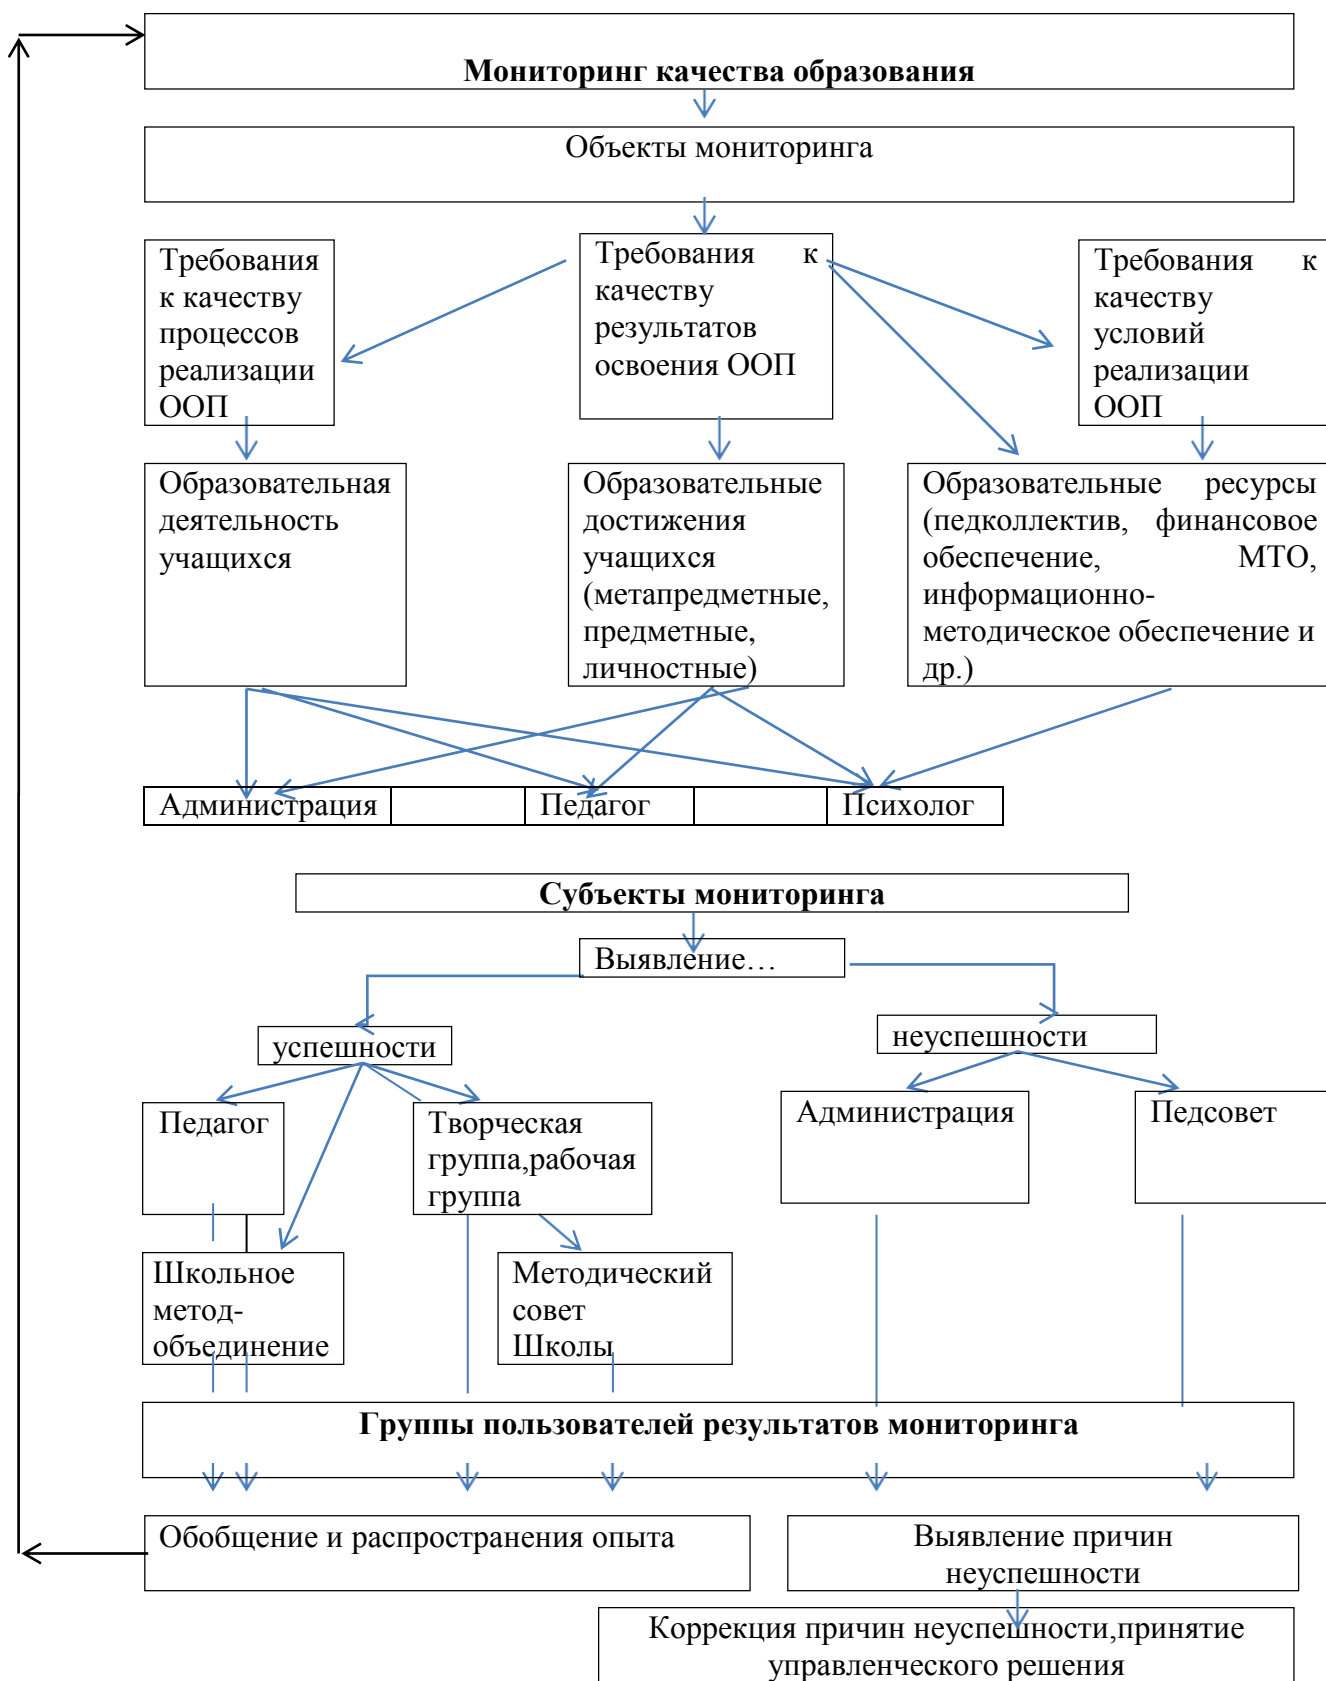 Мониторинг качества образования
Объекты мониторинга
Требования
к качеству
процессов
реализации
ООП
Требования к
качеству
результатов
освоения ООП
Требования к
качеству
условий
реализации
ООП
Образовательная
деятельность
учащихся
Образовательные
достижения
учащихся
(метапредметные,
предметные,
личностные)
Образовательные ресурсы
(педколлектив, финансовое
обеспечение, МТО,
информационно-
методическое обеспечение и
др.)
Администрация
Педагог
Психолог
Субъекты мониторинга
Выявление…
успешности
неуспешности
Педагог
Творческая
группа,рабочая
группа
Администрация
Педсовет
Школьное
метод-
объединение
Методический
совет
Школы
Группы пользователей результатов мониторинга
Обобщение и распространения опыта
Выявление причин
неуспешности
Коррекция причин неуспешности,принятие
управленческого решения